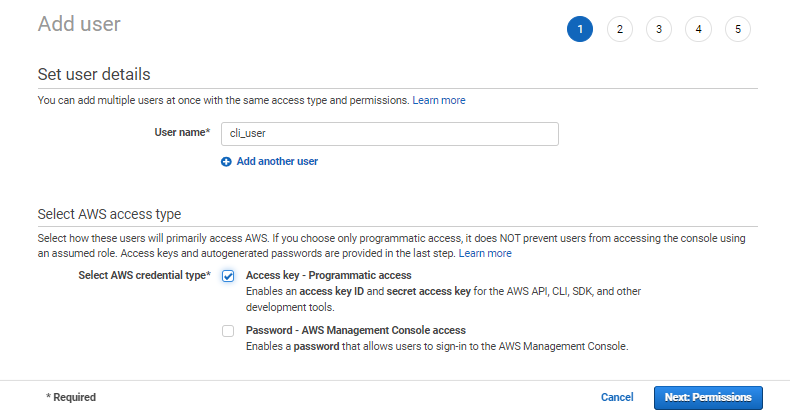 Add user
1 2 3 4 5
Set user details
You can add multiple users at once with the same access type and permissions. Learn more
User name* cli_user
Add another user
Select AWS access type
Select how these users will primarily access AWS. If you choose only programmatic access, it does NOT prevent users from accessing the console using
an assumed role. Access keys and autogenerated passwords are provided in the last step. Learn more
Select AWS credential type* Access key - Programmatic access
Enables an access key ID and secret access key for the AWS API, CLI, SDK, and other
development tools.
Password - AWS Management Console access
Enables a password that allows users to sign-in to the AWS Management Console.
* Required Cancel Next: Permissions